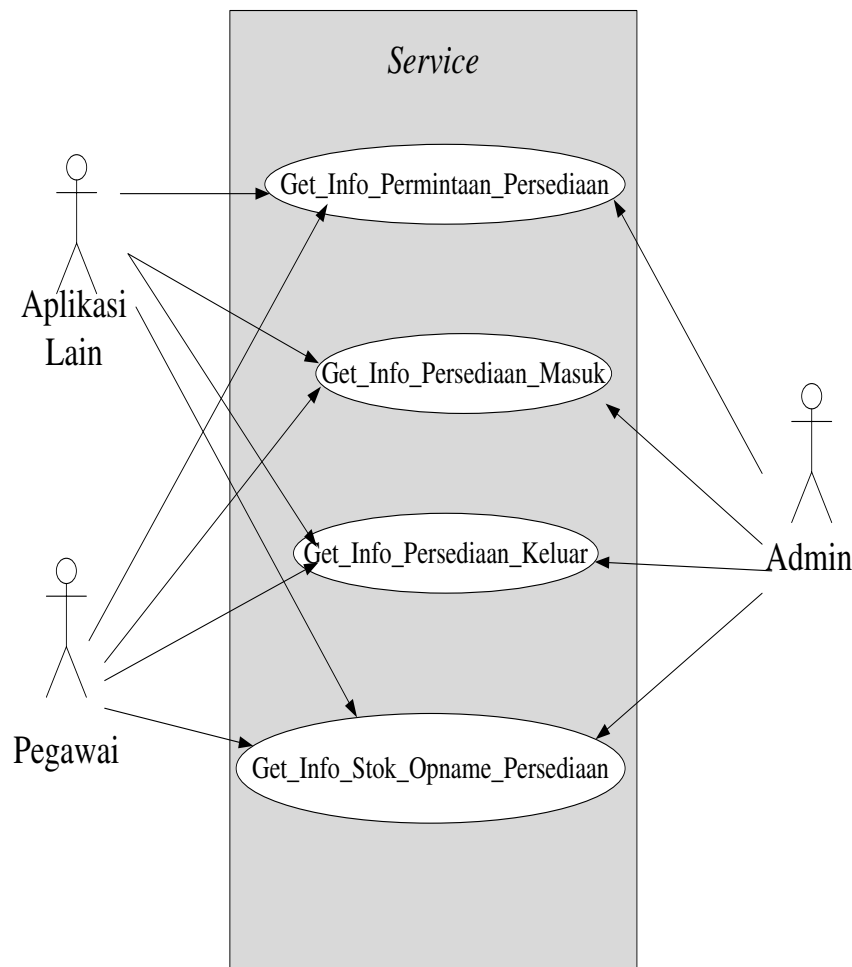 Service
Get_Info_Permintaan_Persediaan
Aplikasi
Lain
Get_Info_Persediaan_Masuk
Get_Info_Persediaan_Keluar
Admin
Pegawai
Get_Info_Stok_Opname_Persediaan